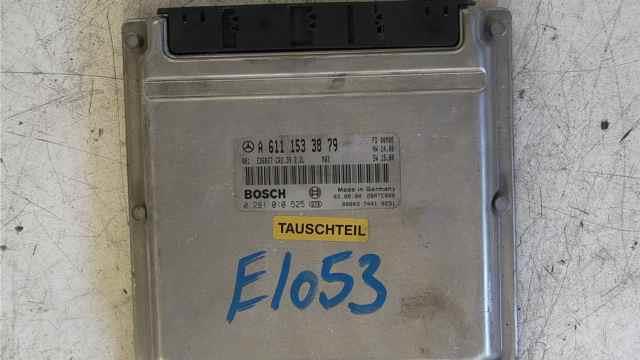 A 611 153 38 79
BOSCH
Made in Germany
0 281 010 525
TAUSCHTEIL
E1053